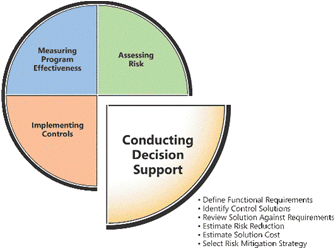 Measuring
Program
Effectiveness
Assessing
Risk
Implementing
Controls
Conducting
Decision
Support
• Define Functional Requirements
• Identify Control Solutions
• Review Solution Against Requirements
• Estimate Risk Reduction
• Estimate Solution Cost
• Select Risk Mitigation Strategy